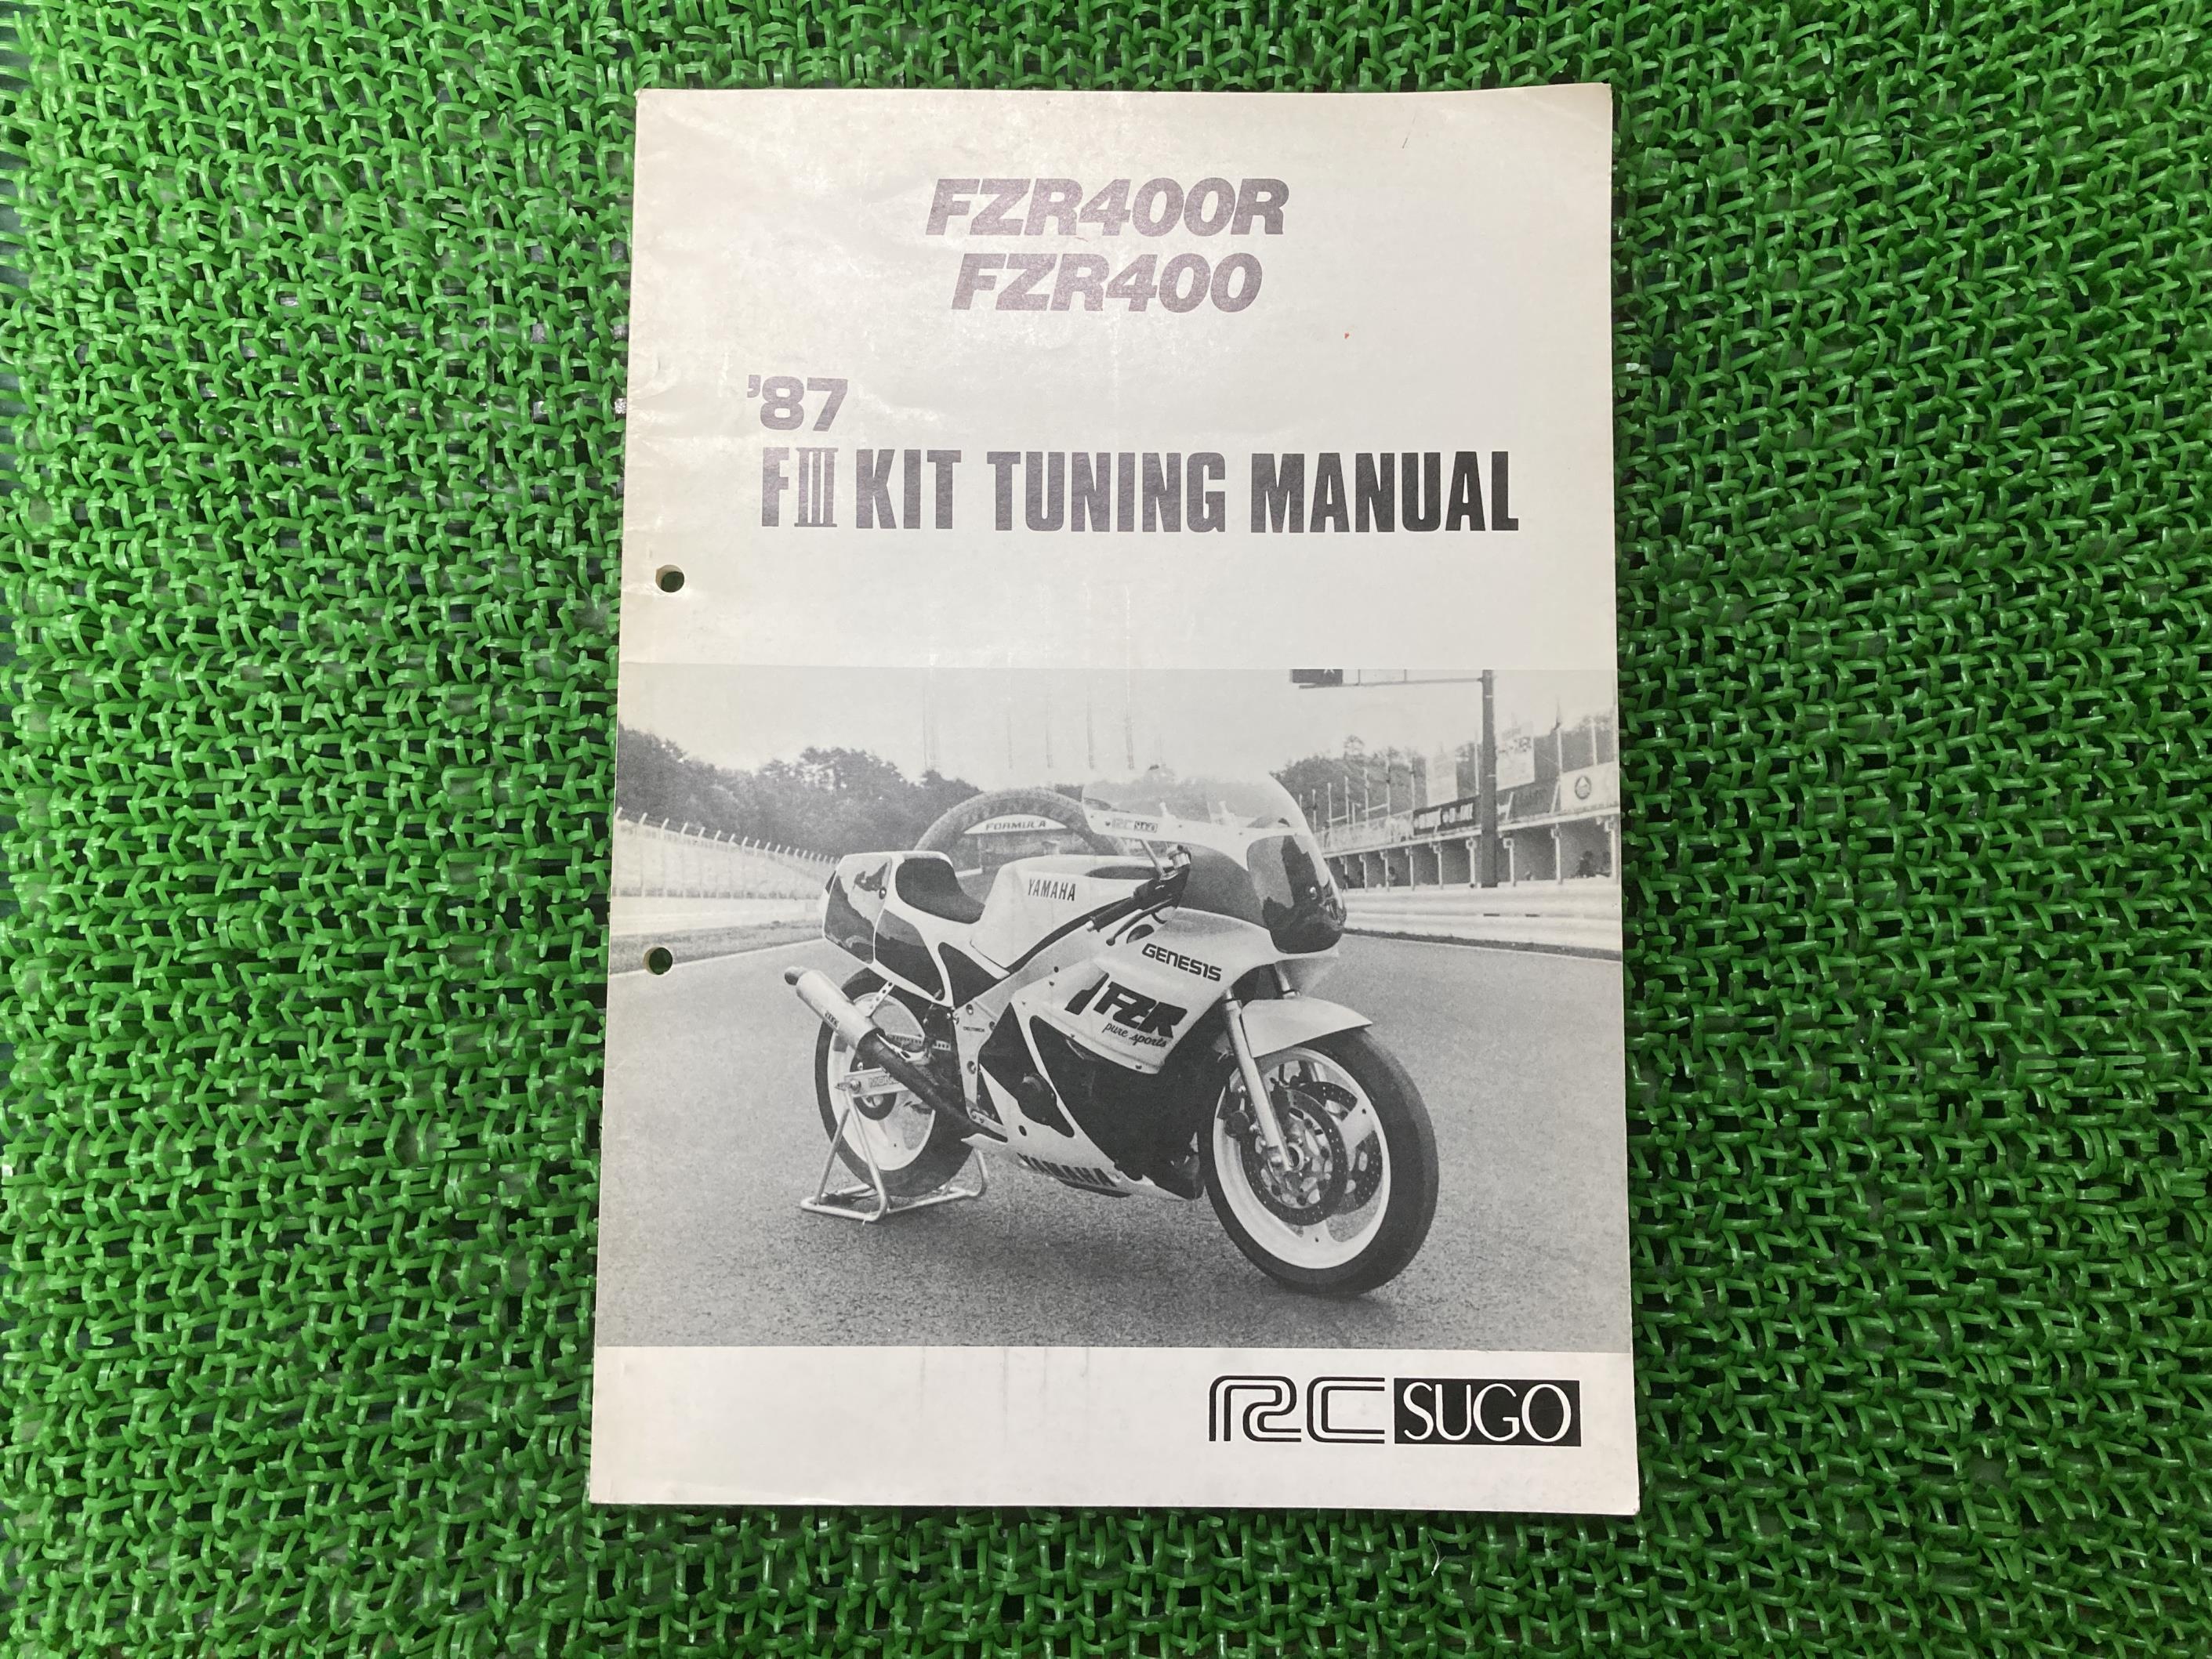 FZR400R
FZR400
'87
FIII KIT TUNING MANUAL
FORMULA
YAMAHA
GENESIS
FZR
pure sports
YAMAHA
RC SUGO